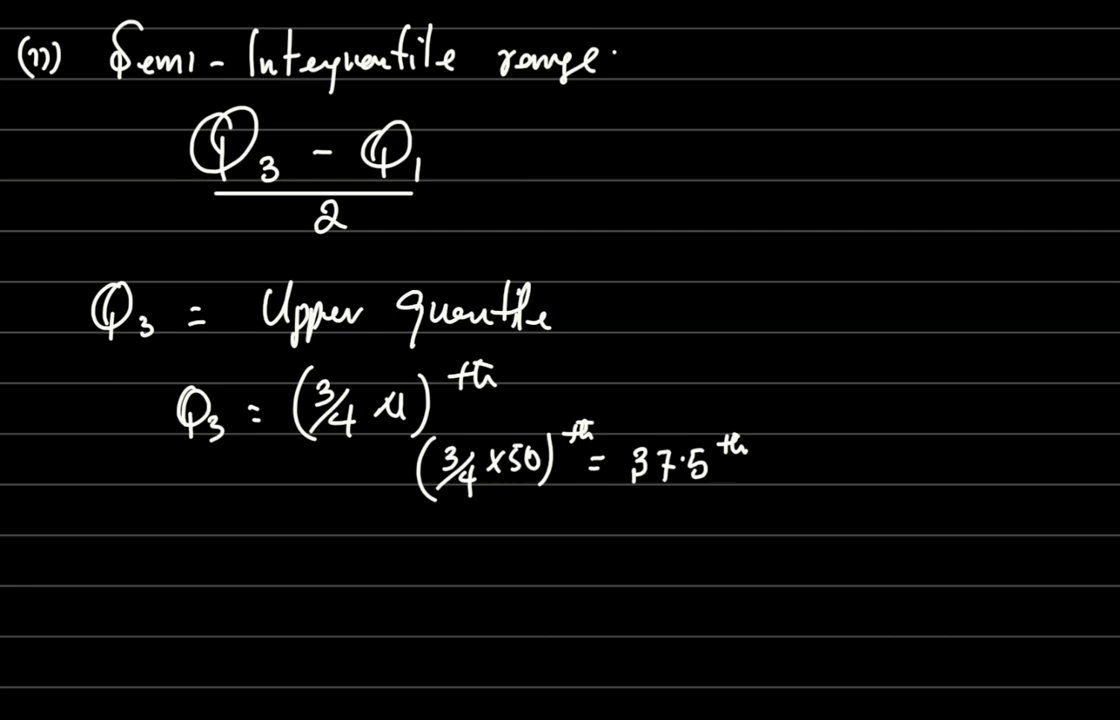 (ii) Semi-Interquartile range.
Q₃ - Q₁
2
Q₃ = Upper quartile
Q₃ = (3/4 N)ᵗʰ
(3/4 × 50)ᵗʰ = 37.5ᵗʰ